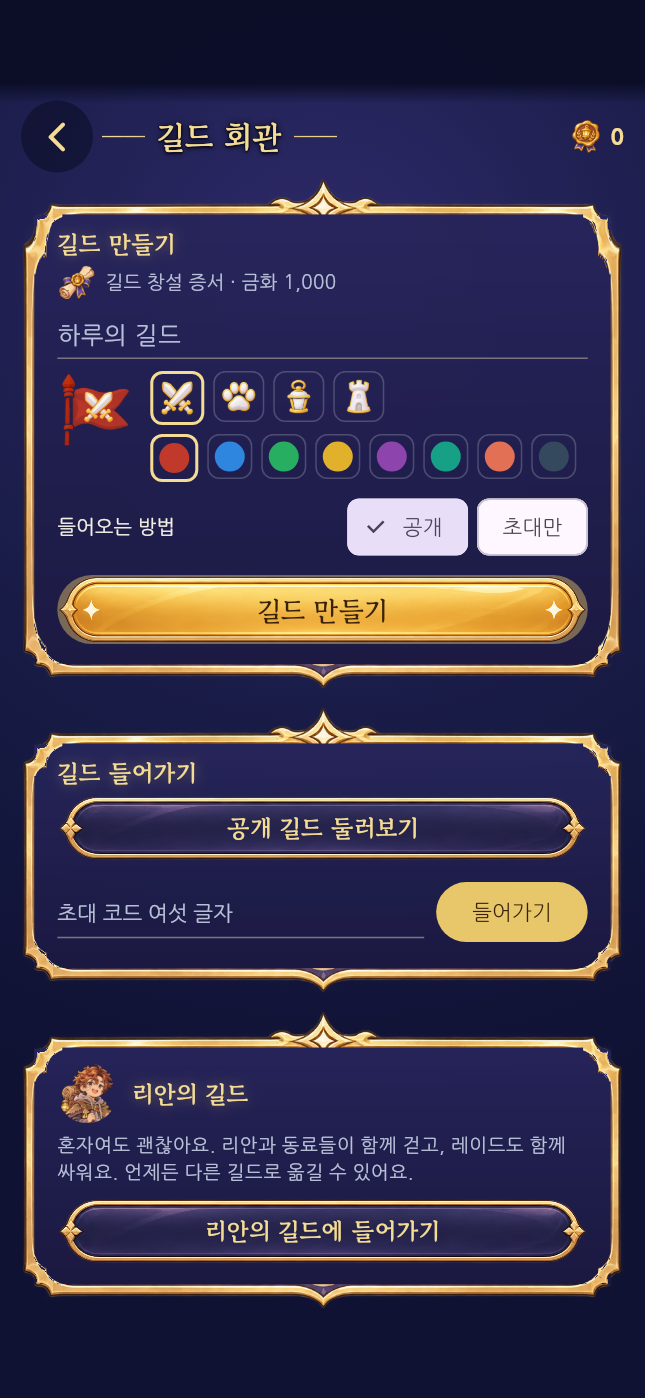 길드 회관
0
길드 만들기
길드 창설 증서 · 금화 1,000
하루의 길드
들어오는 방법
공개
초대만
길드 만들기
길드 들어가기
공개 길드 둘러보기
초대 코드 여섯 글자
들어가기
리안의 길드
혼자여도 괜찮아요. 리안과 동료들이 함께 걷고, 레이드도 함께
싸워요. 언제든 다른 길드로 옮길 수 있어요.
리안의 길드에 들어가기